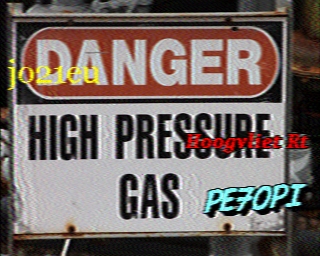 DANGER
jo21eu
HIGH PRESSURE
Hoogvliet Rt
GAS
PE7OPI